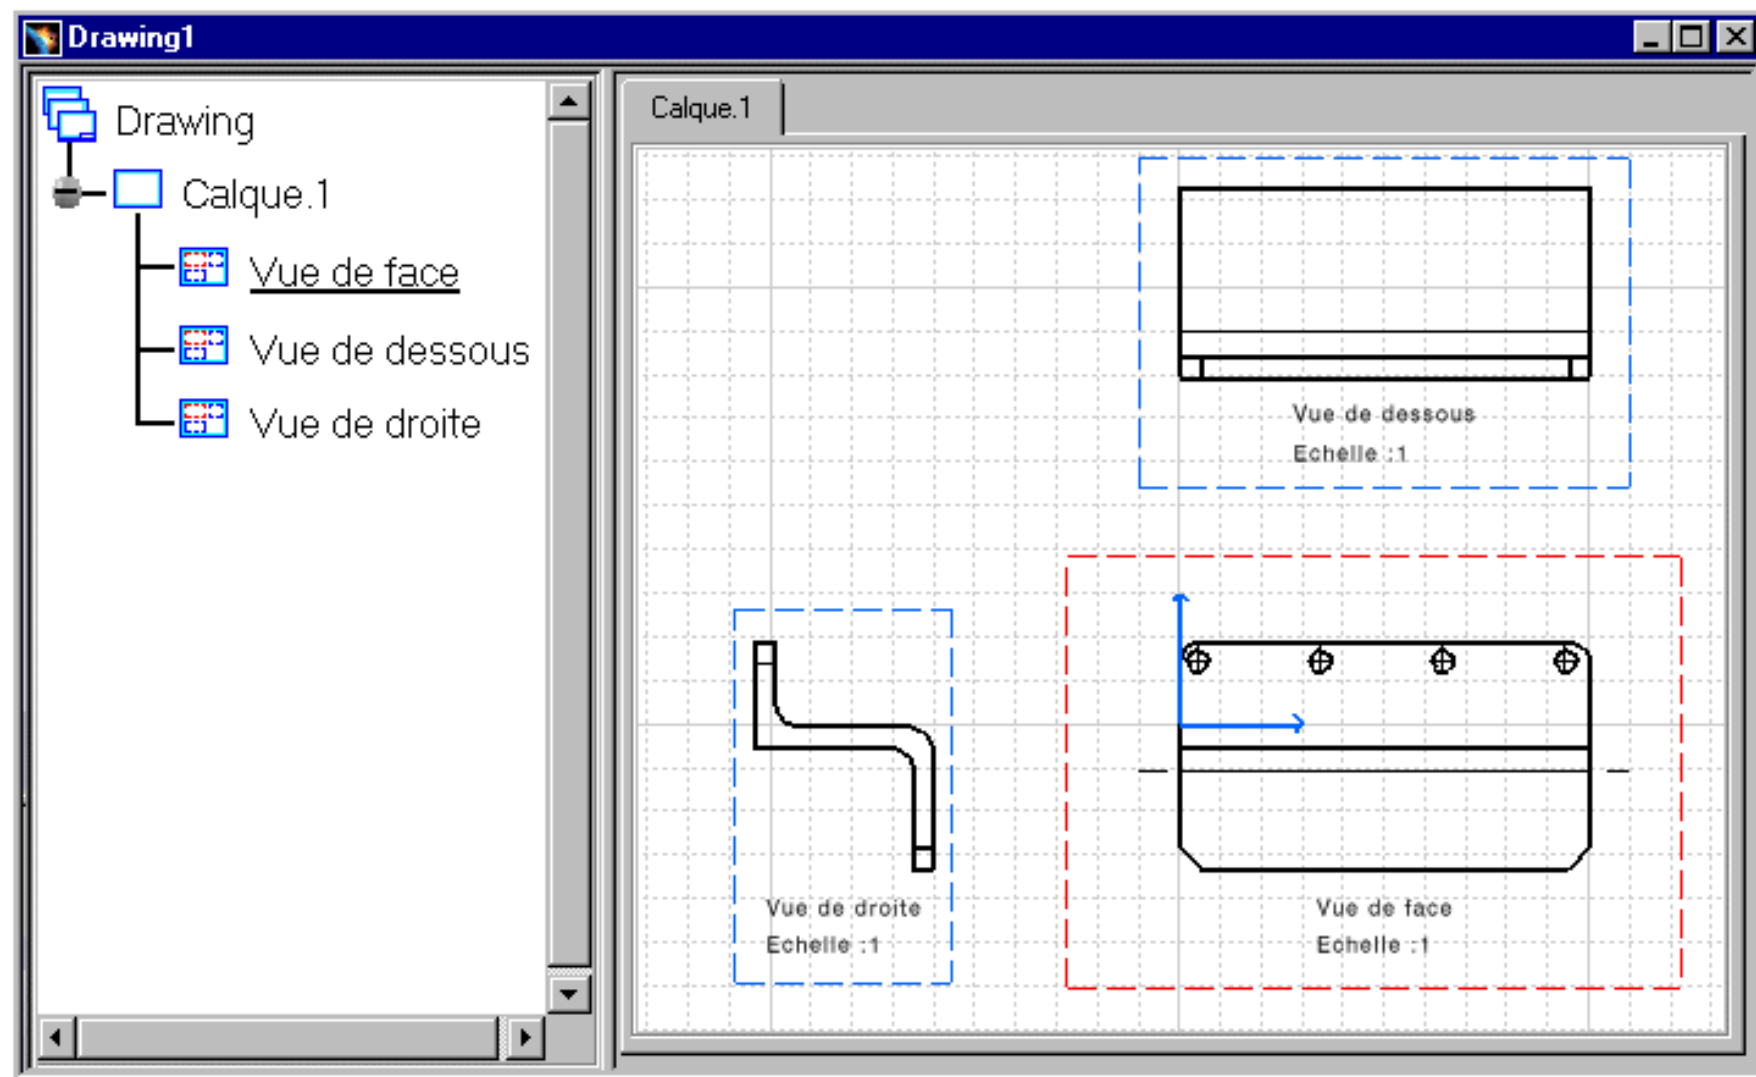 Drawing1
Drawing
Calque.1
Vue de face
Vue de dessous
Vue de droite
Calque.1
Vue de dessous
Echelle :1
Vue de droite
Echelle :1
Vue de face
Echelle :1